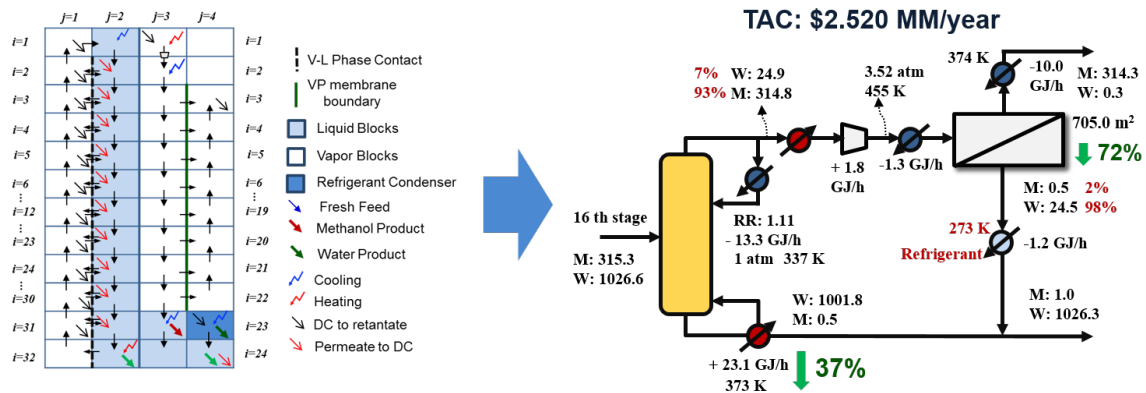 j=1 j=2 j=3 j=4
i=1 i=1
i=2 i=2
i=3 i=3
i=4 i=4
i=5 i=5
i=6 i=6
⋮ ⋮
i=12 i=19
⋮
i=23 i=20
i=24 i=21
⋮
i=30 i=22
i=31 i=23
i=32 i=24
V-L Phase Contact
VP membrane
boundary
Liquid Blocks
Vapor Blocks
Refrigerant Condenser
Fresh Feed
Methanol Product
Water Product
Cooling
Heating
DC to retantate
Permeate to DC
TAC: $2.520 MM/year
7% W: 24.9
93% M: 314.8
3.52 atm
455 K
374 K
-10.0
GJ/h
M: 314.3
W: 0.3
705.0 m²
72%
+ 1.8
GJ/h
-1.3 GJ/h
16 th stage
M: 315.3
W: 1026.6
RR: 1.11
- 13.3 GJ/h
1 atm 337 K
M: 0.5 2%
W: 24.5 98%
273 K
Refrigerant
-1.2 GJ/h
W: 1001.8
M: 0.5
M: 1.0
W: 1026.3
+ 23.1 GJ/h
373 K
37%